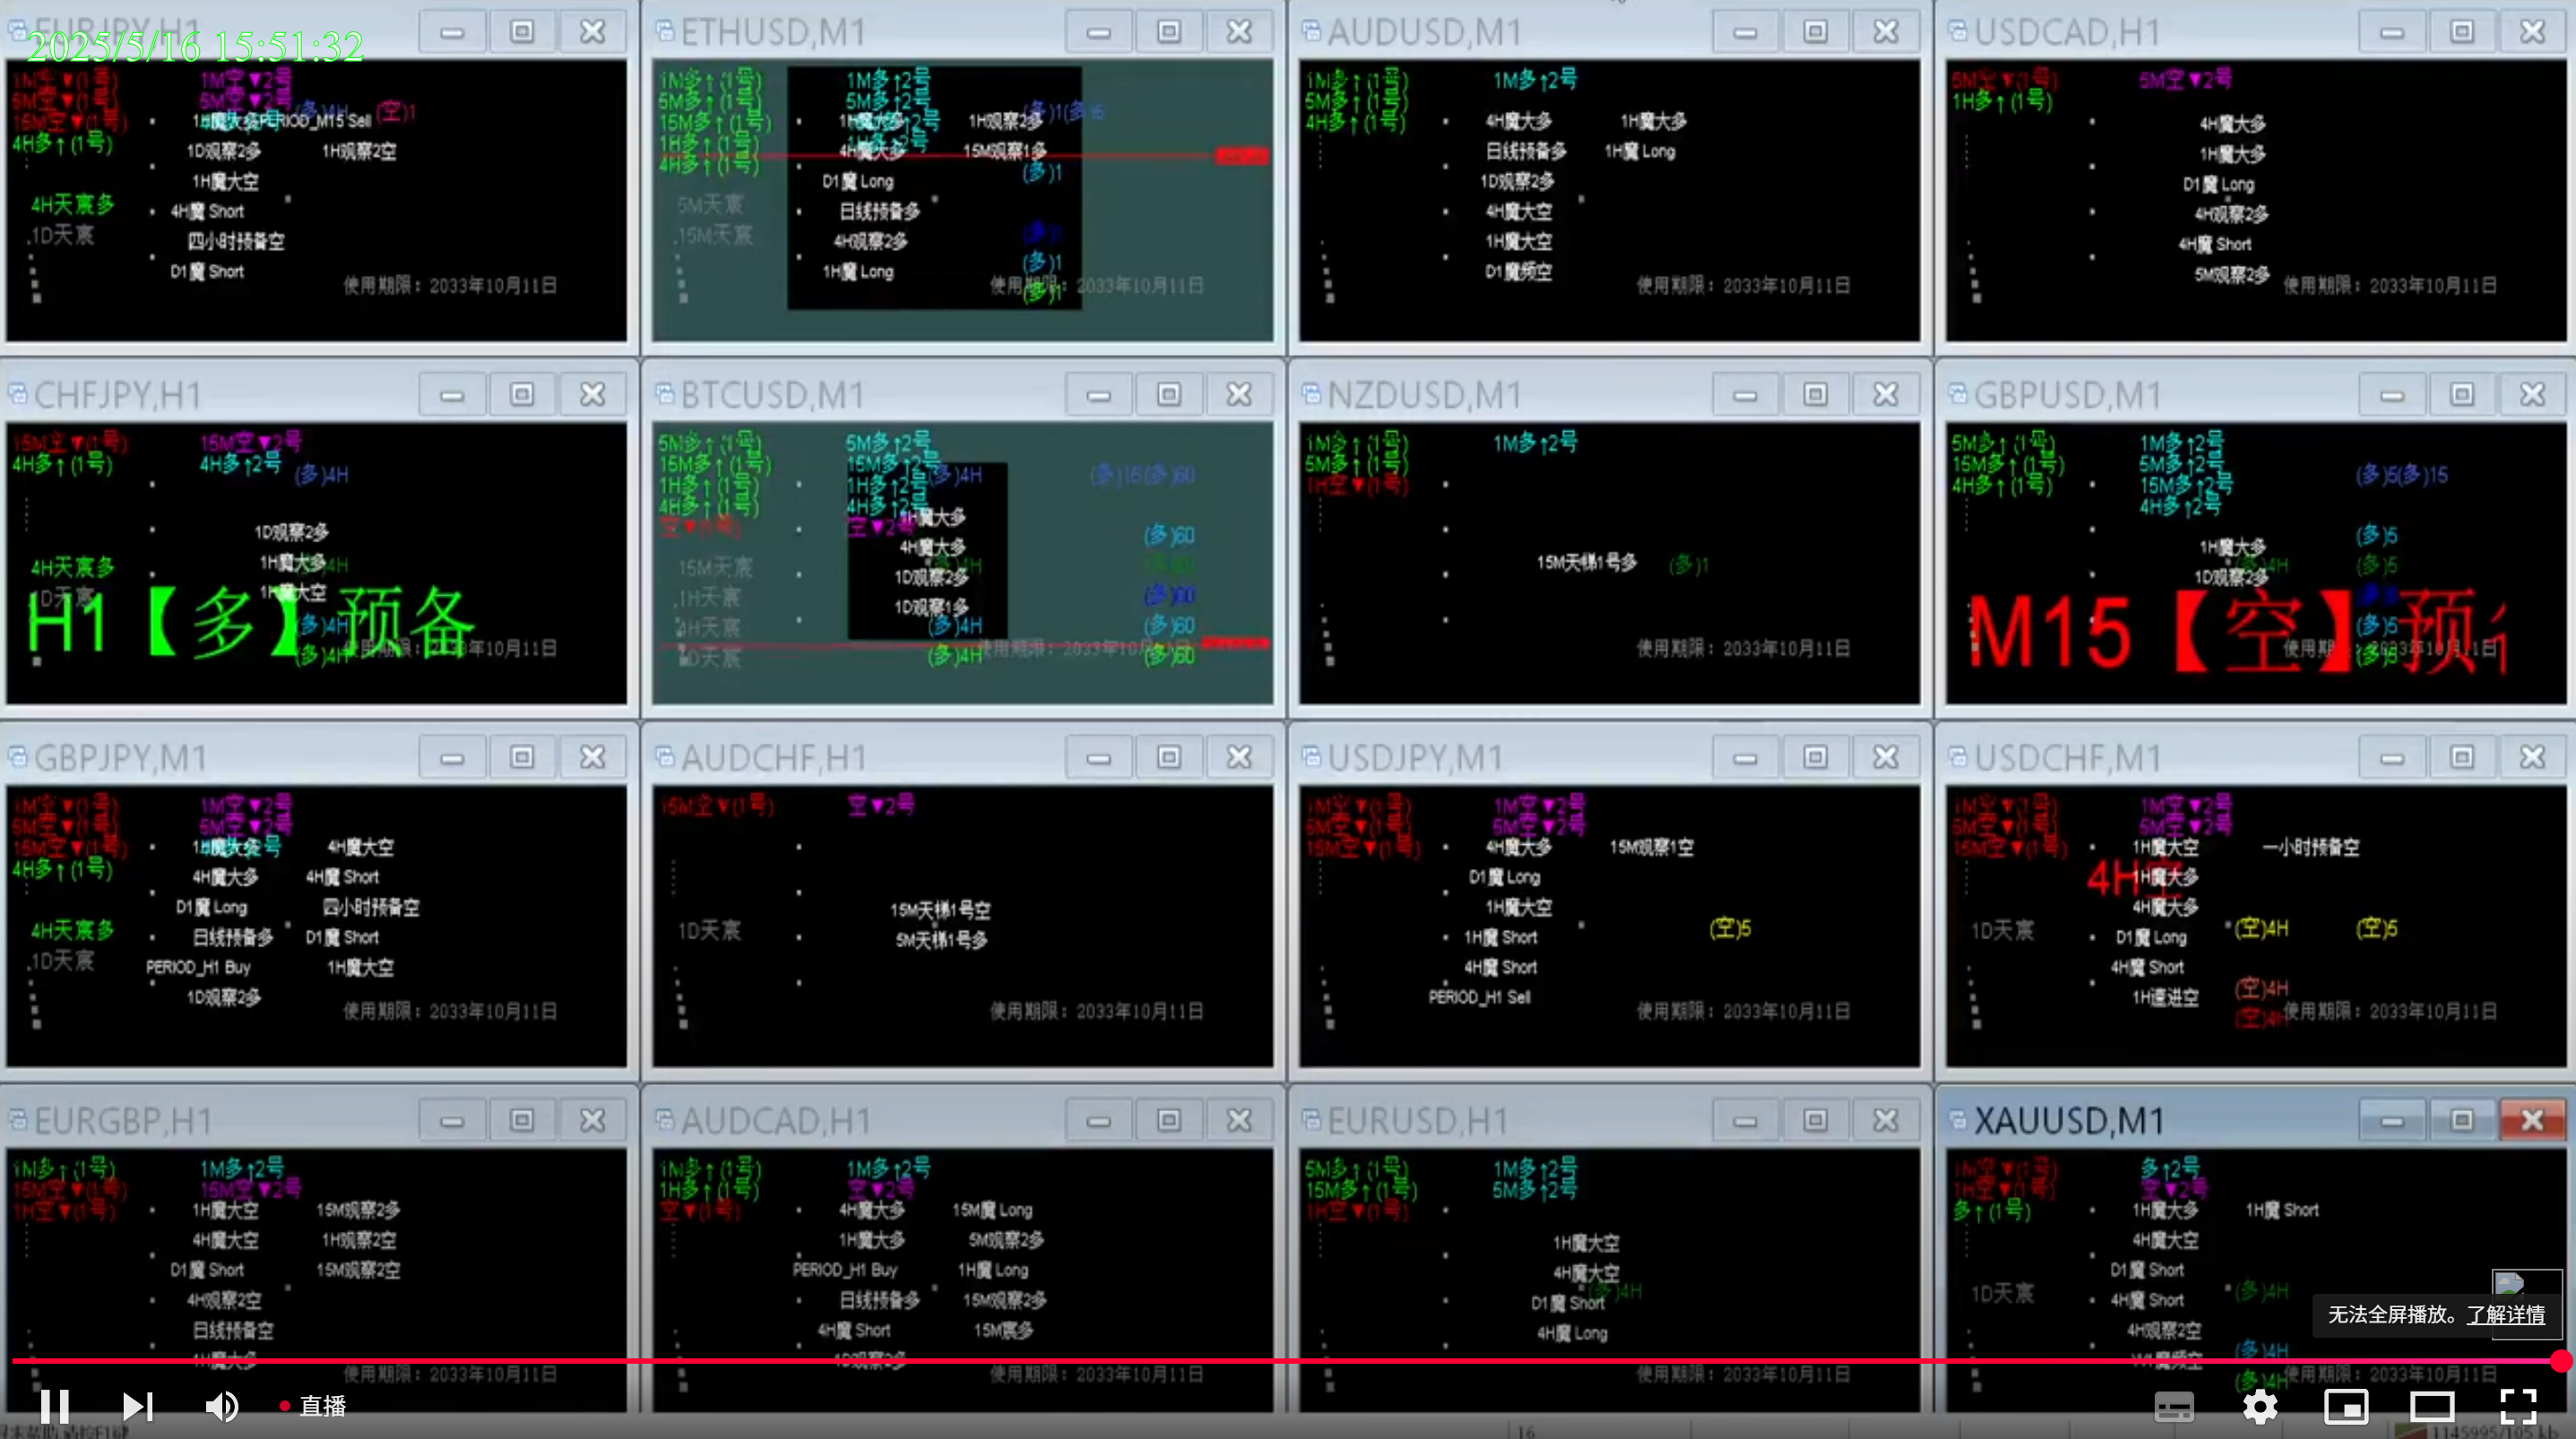 EURJPY,H1
2025/5/16 15:51:32
1M空▼(1号)
5M空▼(1号)
15M空▼(1号)
4H多↑(1号)
1M空▼2号
5M空▼2号
(多)4H (空)1
PERIOD_M15 Sell
1D观察2多 1H观察2空
1H魔大空
4H天宸多
4H魔 Short
.1D天宸
四小时预备空
D1魔 Short
使用期限：2033年10月11日
ETHUSD,M1
1M多↑(1号)
5M多↑(1号)
15M多↑(1号)
1H多↑(1号)
4H多↑(1号)
1M多↑2号
5M多↑2号
1H魔大多 1H观察2多
4H魔大多 15M观察1多
D1魔 Long
(多)1
5M天宸
日线预备多
.15M天宸
4H观察2多
1H魔 Long
(多)1
使用期限：2033年10月11日
AUDUSD,M1
1M多↑(1号)
5M多↑(1号)
4H多↑(1号)
1M多↑2号
4H魔大多 1H魔大多
日线预备多 1H魔 Long
1D观察2多
4H魔大空
1H魔大空
D1魔频空
使用期限：2033年10月11日
USDCAD,H1
5M空▼(1号)
1H多↑(1号)
5M空▼2号
4H魔大多
1H魔大多
D1魔 Long
4H观察2多
4H魔 Short
5M观察2多
使用期限：2033年10月11日
CHFJPY,H1
15M空▼(1号)
4H多↑(1号)
15M空▼2号
4H多↑2号
(多)4H
1D观察2多
1H魔大多
4H天宸多
1H魔大空
1D天宸
H1【多】预备
(多)4H
(多)4H
使用期限：2033年10月11日
BTCUSD,M1
5M多↑(1号)
15M多↑(1号)
1H多↑(1号)
4H多↑(1号)
空▼(1号)
5M多↑2号
15M多↑2号
1H多↑2号
4H多↑2号
空▼2号
(多)4H
4H魔大多
1D观察2多
1D观察1多
15M天宸
.1H天宸
4H天宸
(多)60
(多)4H
(多)60
(多)4H
(多)60
NZDUSD,M1
1M多↑(1号)
5M多↑(1号)
1H空▼(1号)
1M多↑2号
15M天梯1号多 (多)1
使用期限：2033年10月11日
GBPUSD,M1
5M多↑(1号)
15M多↑(1号)
4H多↑(1号)
1M多↑2号
5M多↑2号
15M多↑2号
4H多↑2号
(多)5(多)15
(多)5
1H魔大多
(多)5
1D观察2多
M15【空】预
(多)5
(多)5
GBPJPY,M1
1M空▼(1号)
5M空▼(1号)
15M空▼(1号)
4H多↑(1号)
1M空▼2号
5M空▼2号
1H魔大多 4H魔大空
4H魔大多 4H魔 Short
D1魔 Long 四小时预备空
4H天宸多
日线预备多 D1魔 Short
.1D天宸
PERIOD_H1 Buy 1H魔大空
1D观察2多
使用期限：2033年10月11日
AUDCHF,H1
15M空▼(1号)
空▼2号
15M天梯1号空
1D天宸
5M天梯1号多
使用期限：2033年10月11日
USDJPY,M1
1M空▼(1号)
5M空▼(1号)
15M空▼(1号)
1M空▼2号
5M空▼2号
4H魔大多 15M观察1空
D1魔 Long
1H魔大空
(空)5
1H魔 Short
4H魔 Short
PERIOD_H1 Sell
使用期限：2033年10月11日
USDCHF,M1
1M空▼(1号)
5M空▼(1号)
15M空▼(1号)
1M空▼2号
5M空▼2号
1H魔大空 一小时预备空
4H空
1H魔大多
4H魔大多
1D天宸
(空)4H (空)5
D1魔 Long
4H魔 Short
(空)4H
1H速进空
(空)4H
使用期限：2033年10月11日
EURGBP,H1
1M多↑(1号)
15M空▼(1号)
1H空▼(1号)
1M多↑2号
15M空▼2号
1H魔大空 15M观察2多
4H魔大空 1H观察2空
D1魔 Short 15M观察2空
4H观察2空
日线预备空
4H魔大多
使用期限：2033年10月11日
AUDCAD,H1
1M多↑(1号)
1H多↑(1号)
空▼(1号)
1M多↑2号
空▼2号
4H魔大多 15M魔 Long
1H魔大多 5M观察2多
PERIOD_H1 Buy 1H魔 Long
日线预备多 15M观察2多
4H魔 Short 15M宸多
1D观察2多
使用期限：2033年10月11日
EURUSD,H1
5M多↑(1号)
15M多↑(1号)
1H空▼(1号)
1M多↑2号
5M多↑2号
1H魔大空
4H魔大空
(多)4H
D1魔 Short
4H魔 Long
使用期限：2033年10月11日
XAUUSD,M1
1M空▼(1号)
1H空▼(1号)
多↑(1号)
多↑2号
空▼2号
1H魔大多 1H魔 Short
4H魔大空
D1魔 Short
1D天宸
(多)4H
4H魔 Short
4H观察2空
(多)4H
(多)4H
使用期限：2033年10月11日
无法全屏播放。了解详情
直播
16
1145995/105 kb